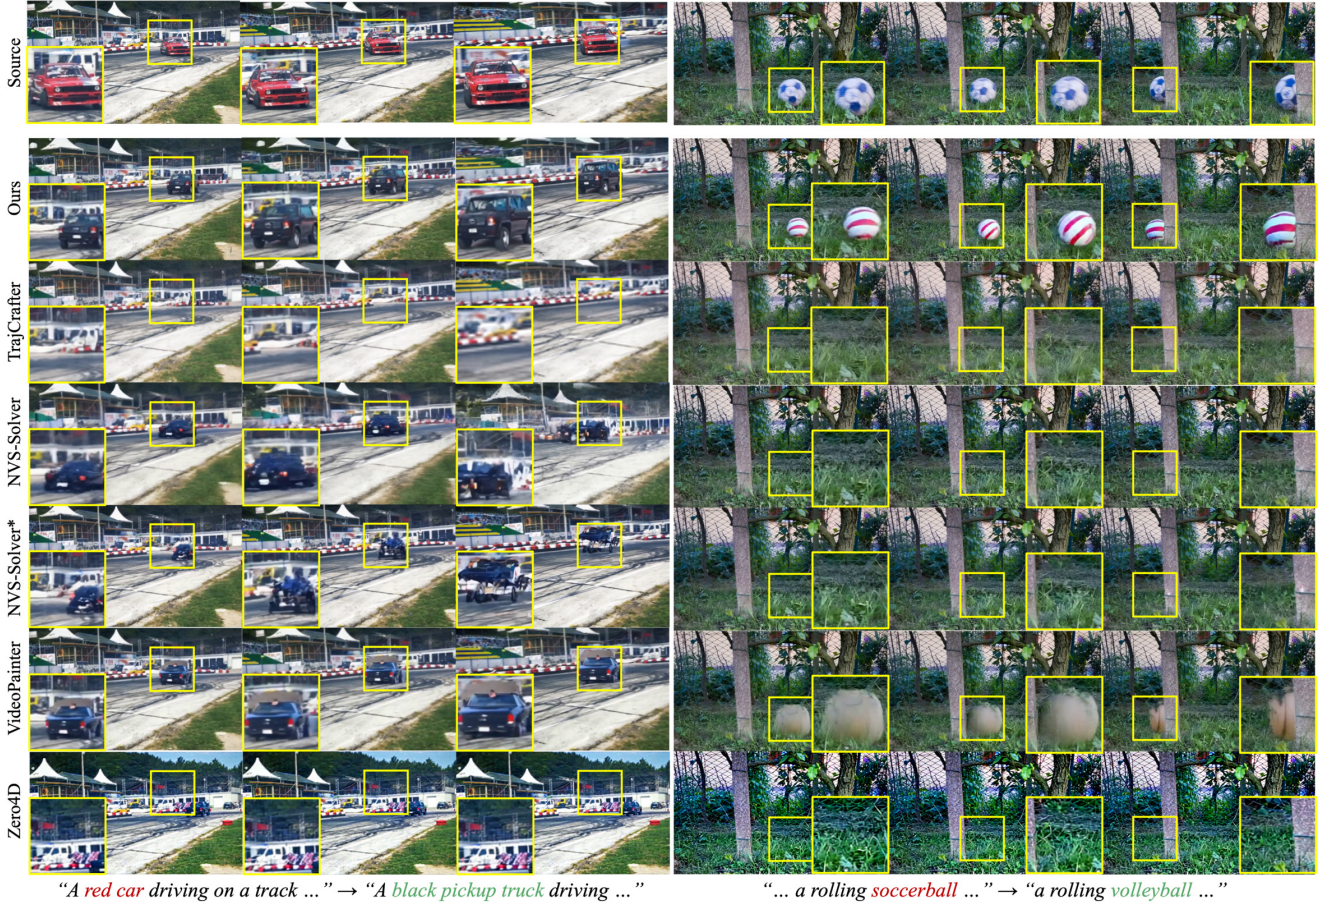 Source
Ours
TrajCrafter
NVS-Solver
NVS-Solver*
VideoPainter
Zero4D
“A red car driving on a track ...” → “A black pickup truck driving ...”
“... a rolling soccerball ...” → “a rolling volleyball ...”